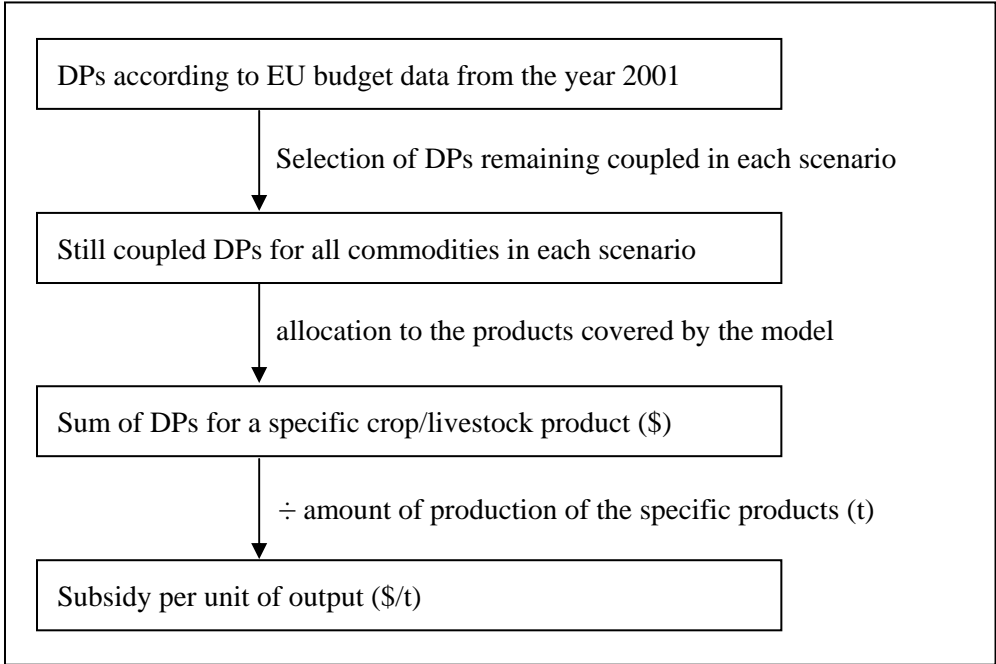 DPs according to EU budget data from the year 2001
Selection of DPs remaining coupled in each scenario
Still coupled DPs for all commodities in each scenario
allocation to the products covered by the model
Sum of DPs for a specific crop/livestock product ($)
÷ amount of production of the specific products (t)
Subsidy per unit of output ($/t)